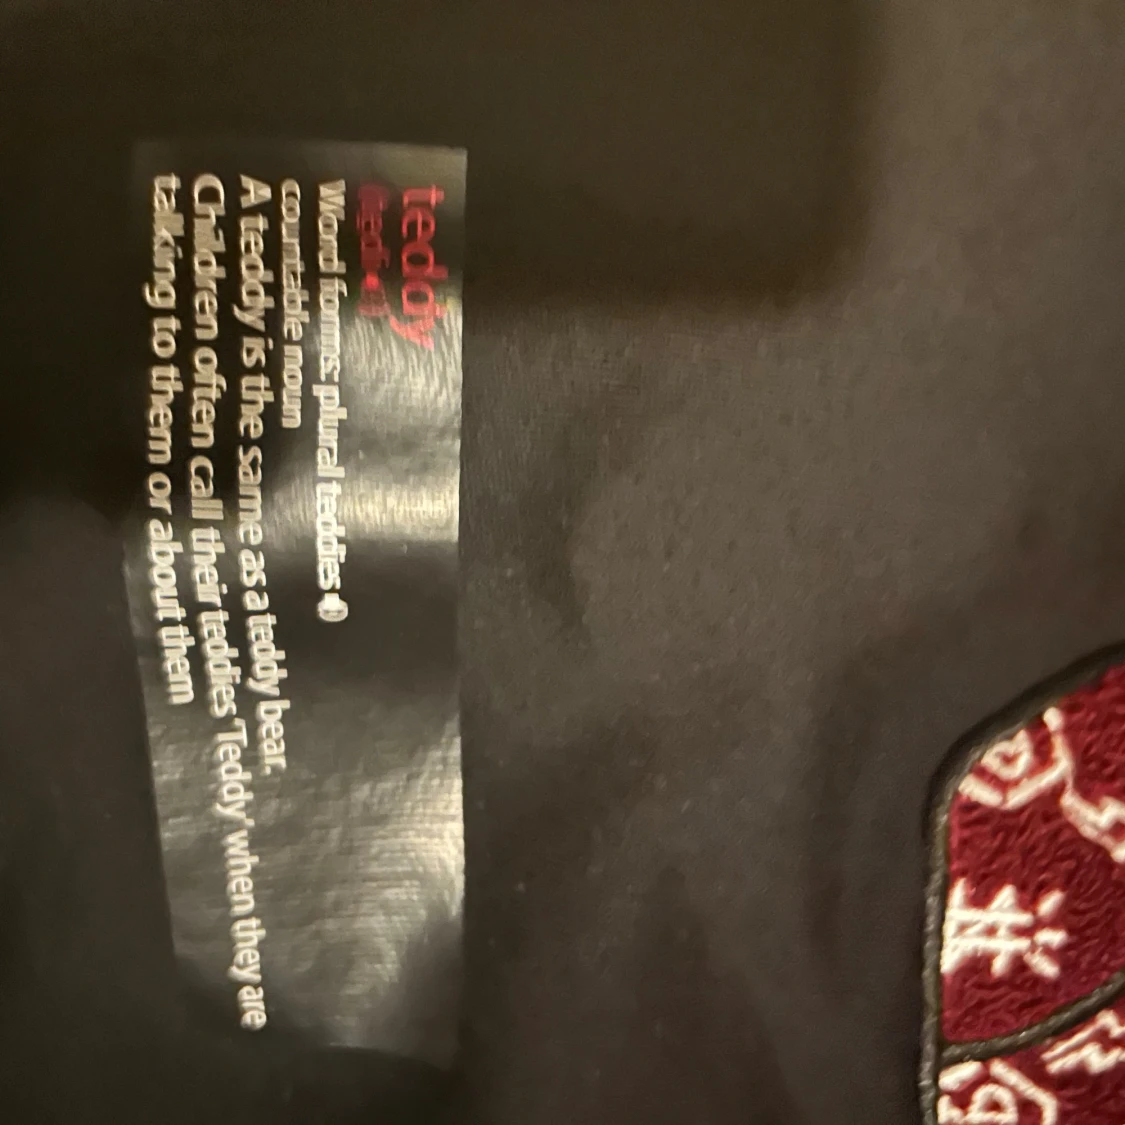 teddy
(tedi 🔊)
Word forms: plural teddies 🔊
countable noun
A teddy is the same as a teddy bear.
Children often call their teddies 'Teddy' when they are
talking to them or about them